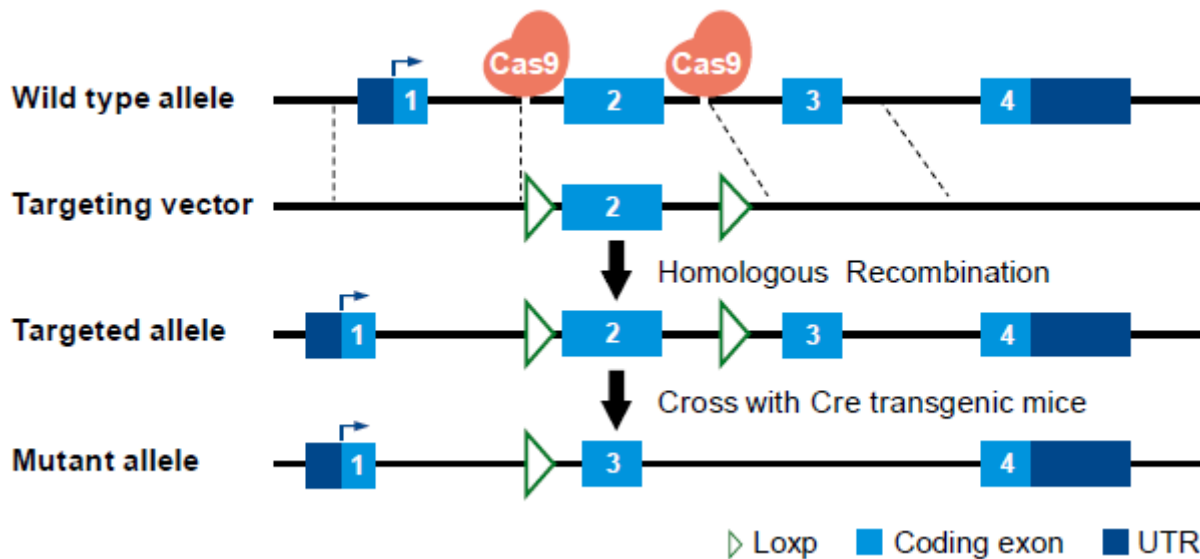 Cas9 Cas9
Wild type allele 1 2 3 4
Targeting vector 2
Homologous Recombination
Targeted allele 1 2 3 4
Cross with Cre transgenic mice
Mutant allele 1 3 4
Loxp Coding exon UTR